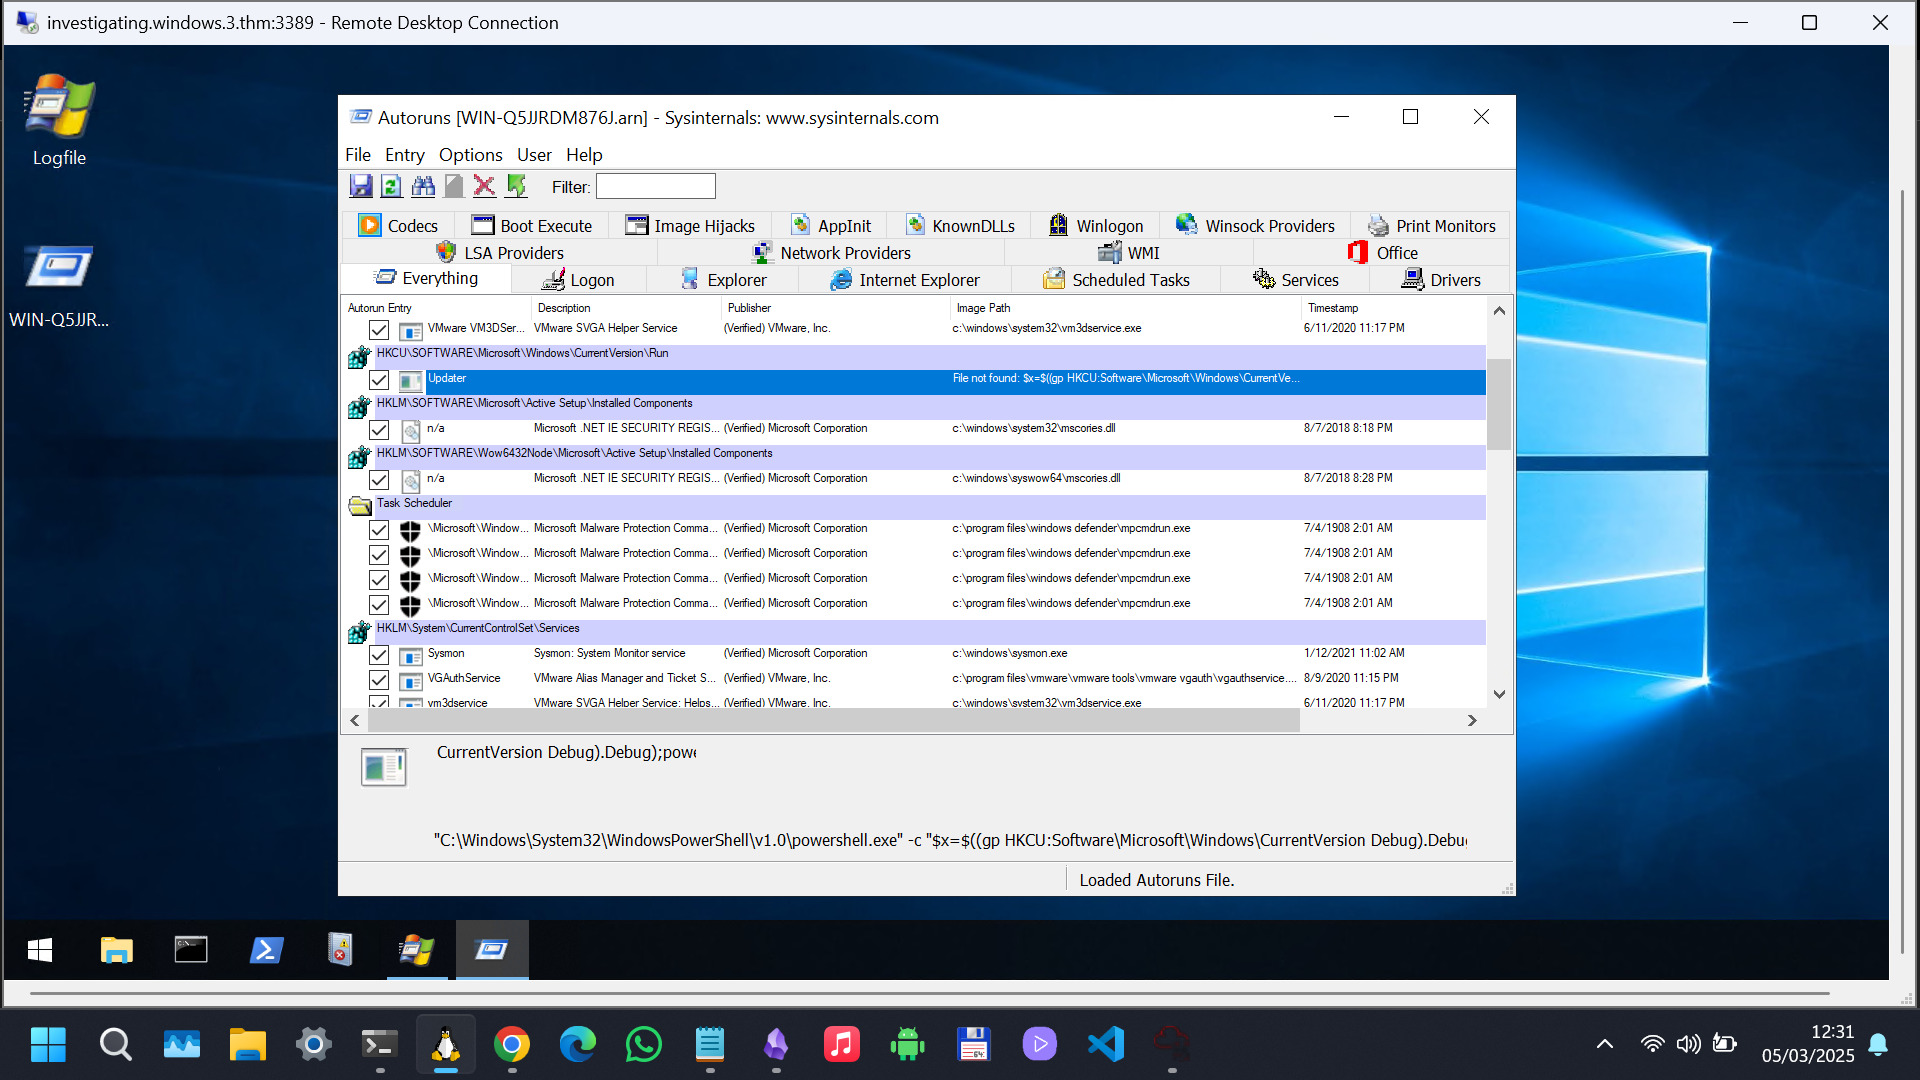 investigating.windows.3.thm:3389 - Remote Desktop Connection
Logfile
WIN-Q5JJR...
Autoruns [WIN-Q5JJRDM876J.arn] - Sysinternals: www.sysinternals.com
File Entry Options User Help
Filter:
Codecs Boot Execute Image Hijacks AppInit KnownDLLs Winlogon Winsock Providers Print Monitors
LSA Providers Network Providers WMI Office
Everything Logon Explorer Internet Explorer Scheduled Tasks Services Drivers
Autorun Entry Description Publisher Image Path Timestamp
VMware VM3DSer... VMware SVGA Helper Service (Verified) VMware, Inc. c:\windows\system32\vm3dservice.exe 6/11/2020 11:17 PM
HKCU\SOFTWARE\Microsoft\Windows\CurrentVersion\Run
Updater File not found: $x=$((gp HKCU:Software\Microsoft\Windows\CurrentVe...
HKLM\SOFTWARE\Microsoft\Active Setup\Installed Components
n/a Microsoft .NET IE SECURITY REGIS... (Verified) Microsoft Corporation c:\windows\system32\mscories.dll 8/7/2018 8:18 PM
HKLM\SOFTWARE\Wow6432Node\Microsoft\Active Setup\Installed Components
n/a Microsoft .NET IE SECURITY REGIS... (Verified) Microsoft Corporation c:\windows\syswow64\mscories.dll 8/7/2018 8:28 PM
Task Scheduler
\Microsoft\Window... Microsoft Malware Protection Comma... (Verified) Microsoft Corporation c:\program files\windows defender\mpcmdrun.exe 7/4/1908 2:01 AM
\Microsoft\Window... Microsoft Malware Protection Comma... (Verified) Microsoft Corporation c:\program files\windows defender\mpcmdrun.exe 7/4/1908 2:01 AM
\Microsoft\Window... Microsoft Malware Protection Comma... (Verified) Microsoft Corporation c:\program files\windows defender\mpcmdrun.exe 7/4/1908 2:01 AM
\Microsoft\Window... Microsoft Malware Protection Comma... (Verified) Microsoft Corporation c:\program files\windows defender\mpcmdrun.exe 7/4/1908 2:01 AM
HKLM\System\CurrentControlSet\Services
Sysmon Sysmon: System Monitor service (Verified) Microsoft Corporation c:\windows\sysmon.exe 1/12/2021 11:02 AM
VGAuthService VMware Alias Manager and Ticket S... (Verified) VMware, Inc. c:\program files\vmware\vmware tools\vmware vgauth\vgauthservice.... 8/9/2020 11:15 PM
vm3dservice VMware SVGA Helper Service: Helps... (Verified) VMware, Inc. c:\windows\system32\vm3dservice.exe 6/11/2020 11:17 PM
CurrentVersion Debug).Debug);powe
"C:\Windows\System32\WindowsPowerShell\v1.0\powershell.exe" -c "$x=$((gp HKCU:Software\Microsoft\Windows\CurrentVersion Debug).Debu
Loaded Autoruns File.
12:31
05/03/2025